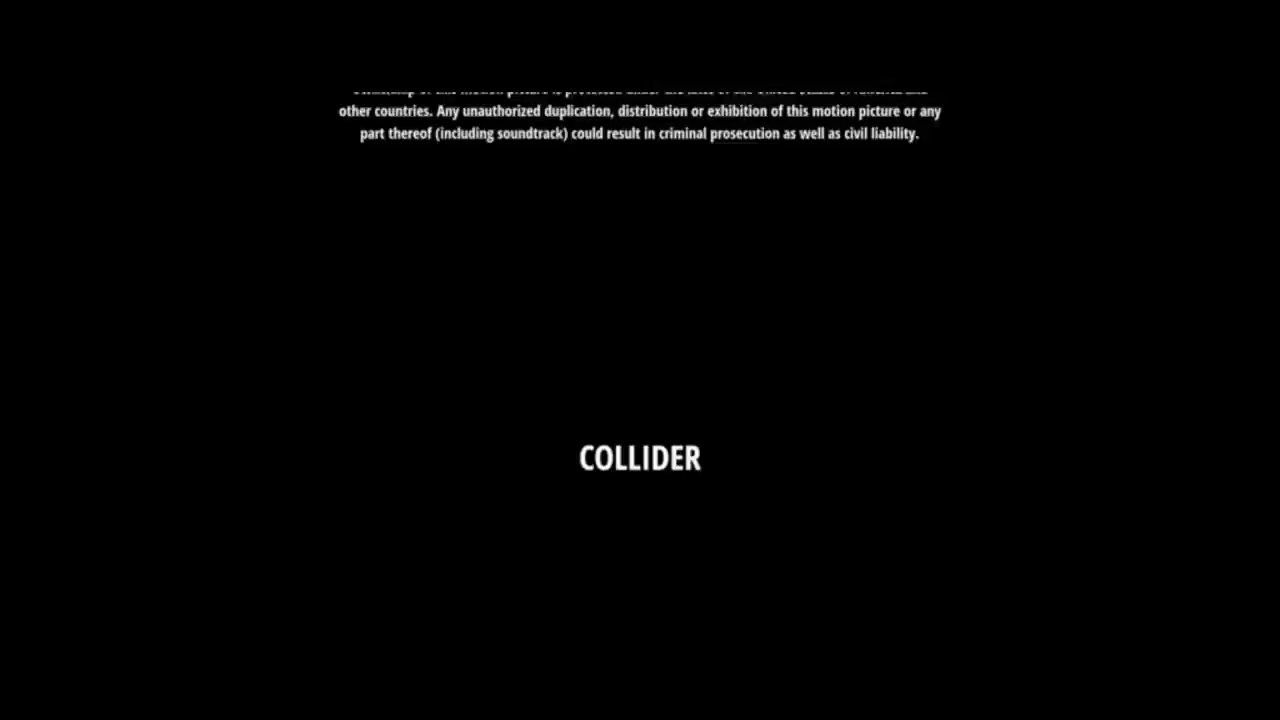 other countries. Any unauthorized duplication, distribution or exhibition of this motion picture or any
part thereof (including soundtrack) could result in criminal prosecution as well as civil liability.
COLLIDER